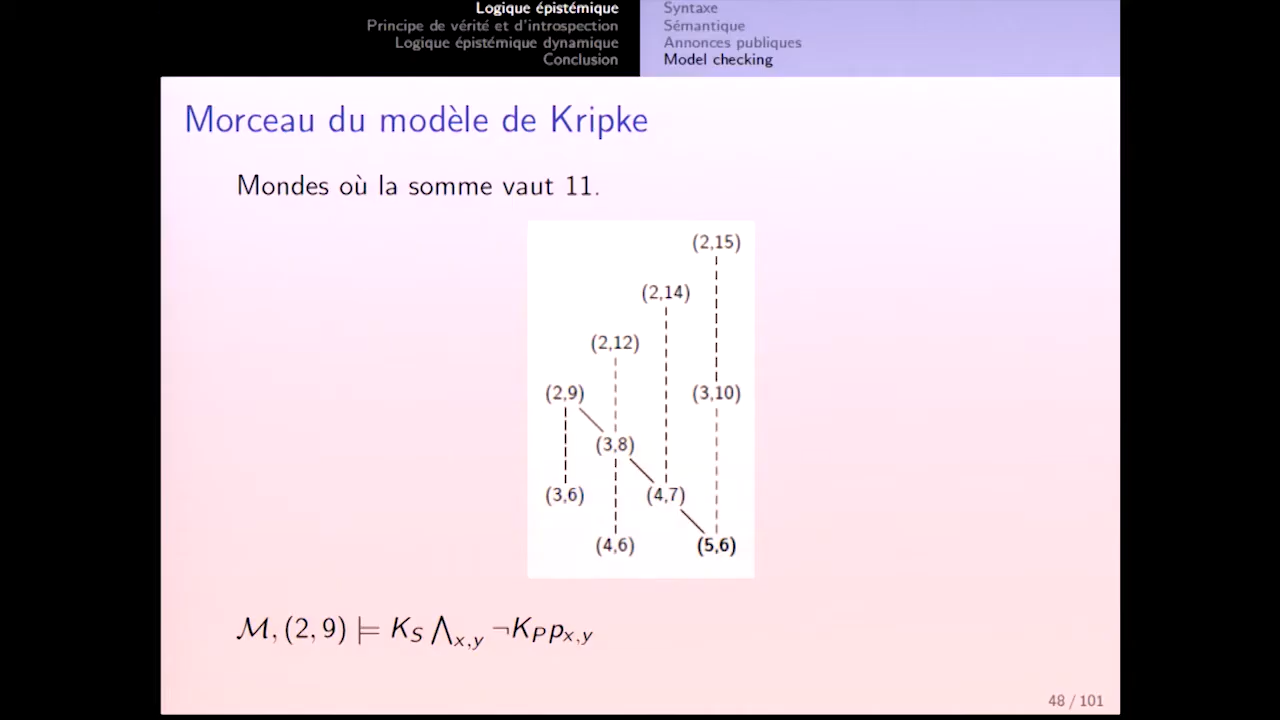 Logique épistémique
Principe de vérité et d'introspection
Logique épistémique dynamique
Conclusion
Syntaxe
Sémantique
Annonces publiques
Model checking
Morceau du modèle de Kripke
Mondes où la somme vaut 11.
(2,15)
(2,14)
(2,12)
(2,9) (3,10)
(3,8)
(3,6) (4,7)
(4,6) (5,6)
ℳ, (2, 9) ⊨ K_S ⋀_{x,y} ¬K_P p_{x,y}
48 / 101